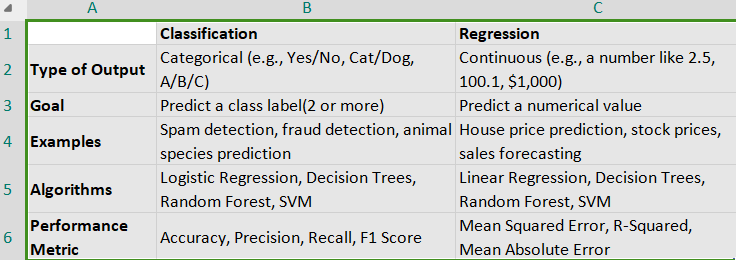 A B C
1 Classification Regression
2 Type of Output Categorical (e.g., Yes/No, Cat/Dog, A/B/C) Continuous (e.g., a number like 2.5, 100.1, $1,000)
3 Goal Predict a class label(2 or more) Predict a numerical value
4 Examples Spam detection, fraud detection, animal species prediction House price prediction, stock prices, sales forecasting
5 Algorithms Logistic Regression, Decision Trees, Random Forest, SVM Linear Regression, Decision Trees, Random Forest, SVM
6 Performance Metric Accuracy, Precision, Recall, F1 Score Mean Squared Error, R-Squared, Mean Absolute Error